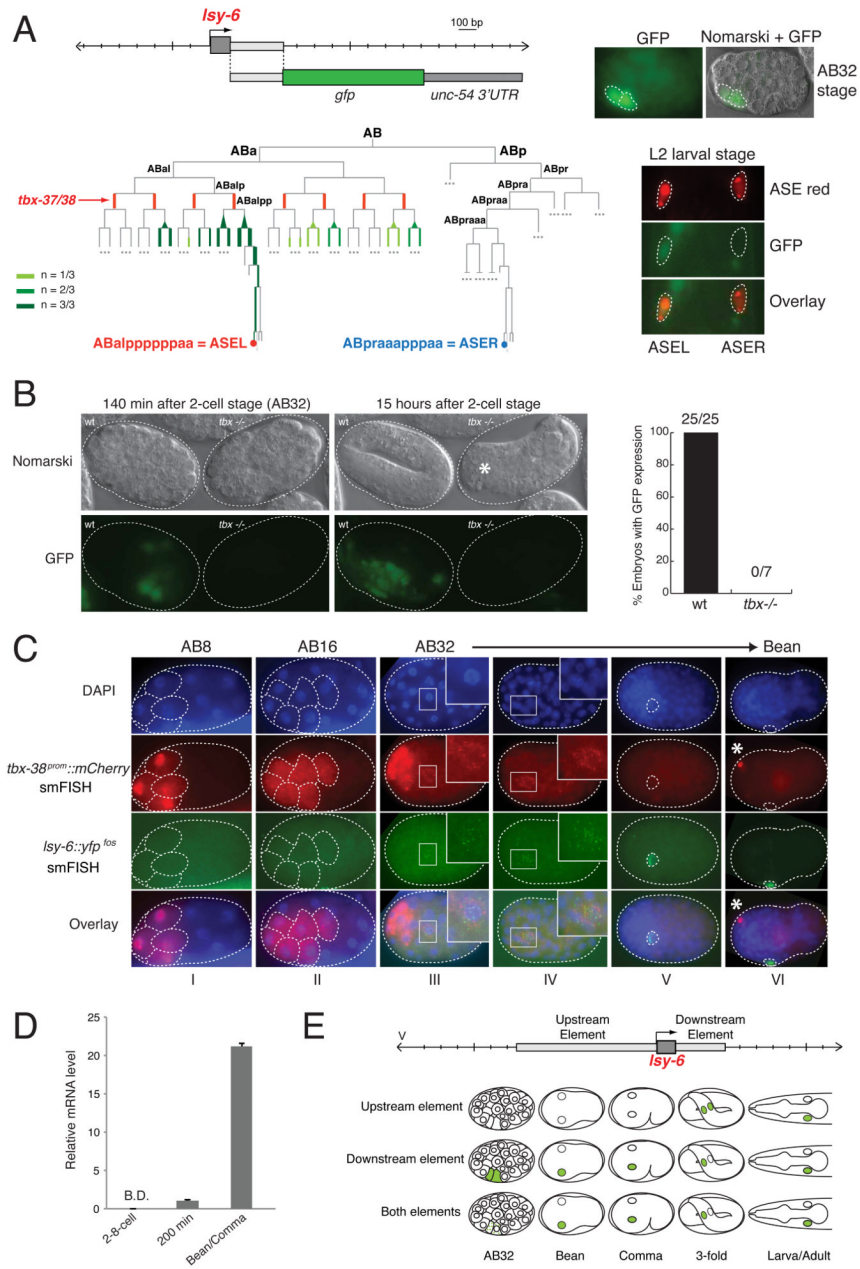 A
lsy-6
100 bp
gfp
unc-54 3'UTR
GFP
Nomarski + GFP
AB32
stage
AB
ABa
ABp
ABal
ABpr
ABalp
ABpra
tbx-37/38
ABalpp
ABpraa
ABpraaa
n = 1/3
n = 2/3
n = 3/3
ABalppppppaa = ASEL
ABpraaapppaa = ASER
L2 larval stage
ASE red
GFP
Overlay
ASEL
ASER
B
140 min after 2-cell stage (AB32)
15 hours after 2-cell stage
Nomarski
wt
tbx -/-
wt
tbx -/-
*
GFP
wt
tbx -/-
wt
tbx -/-
% Embryos with GFP expression
25/25
100
80
60
40
20
0
0/7
wt
tbx-/-
C
AB8
AB16
AB32
Bean
DAPI
tbx-38prom::mCherry
smFISH
*
lsy-6::yfp fos
smFISH
Overlay
*
I
II
III
IV
V
VI
D
Relative mRNA level
25
20
15
10
5
0
B.D.
2-8-cell
200 min
Bean/Comma
E
V
Upstream
Element
Downstream
Element
lsy-6
Upstream element
Downstream element
Both elements
AB32
Bean
Comma
3-fold
Larva/Adult